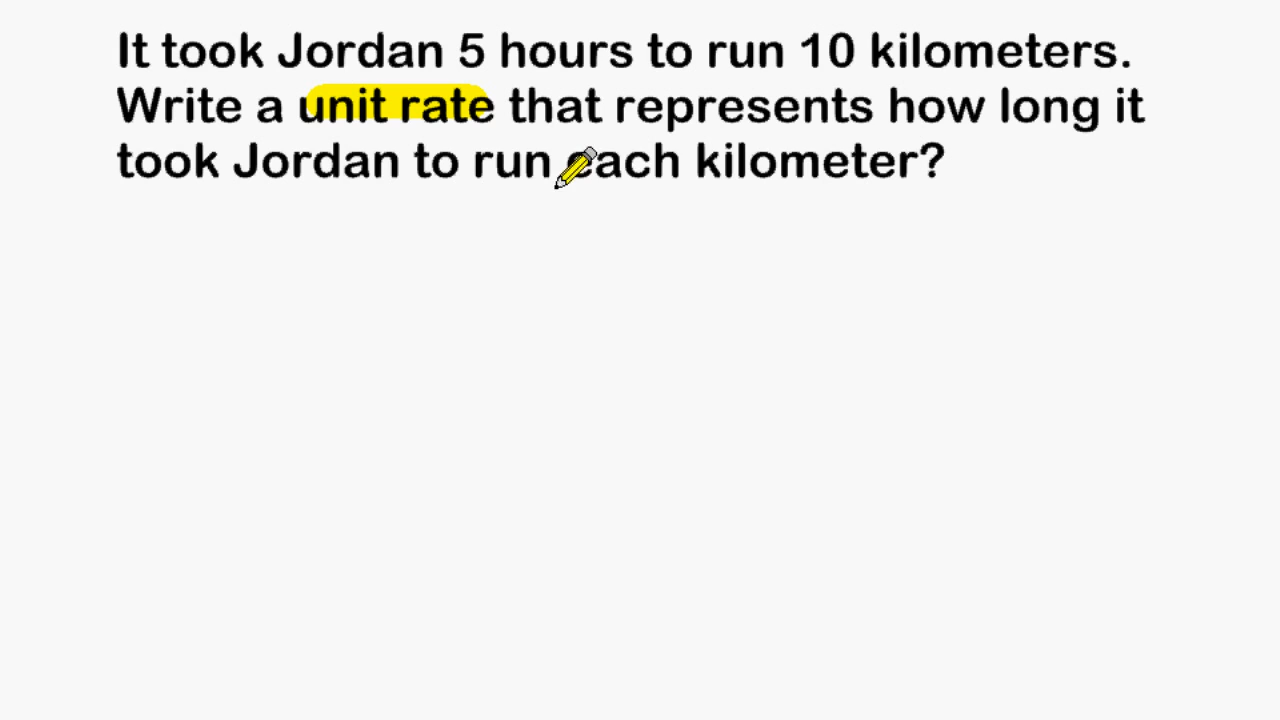 It took Jordan 5 hours to run 10 kilometers.
Write a unit rate that represents how long it
took Jordan to run each kilometer?